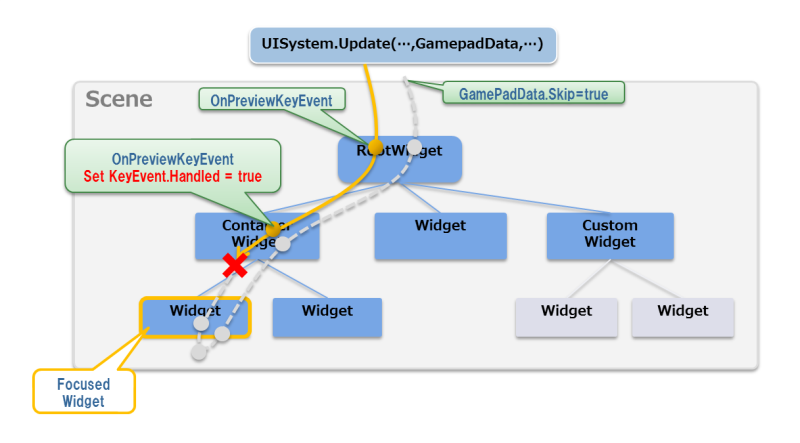 UISystem.Update(…,GamepadData,…)
Scene
OnPreviewKeyEvent
GamePadData.Skip=true
OnPreviewKeyEvent
Set KeyEvent.Handled = true
RootWidget
Container
Widget
Widget
Custom
Widget
Widget
Widget
Widget
Widget
Focused
Widget